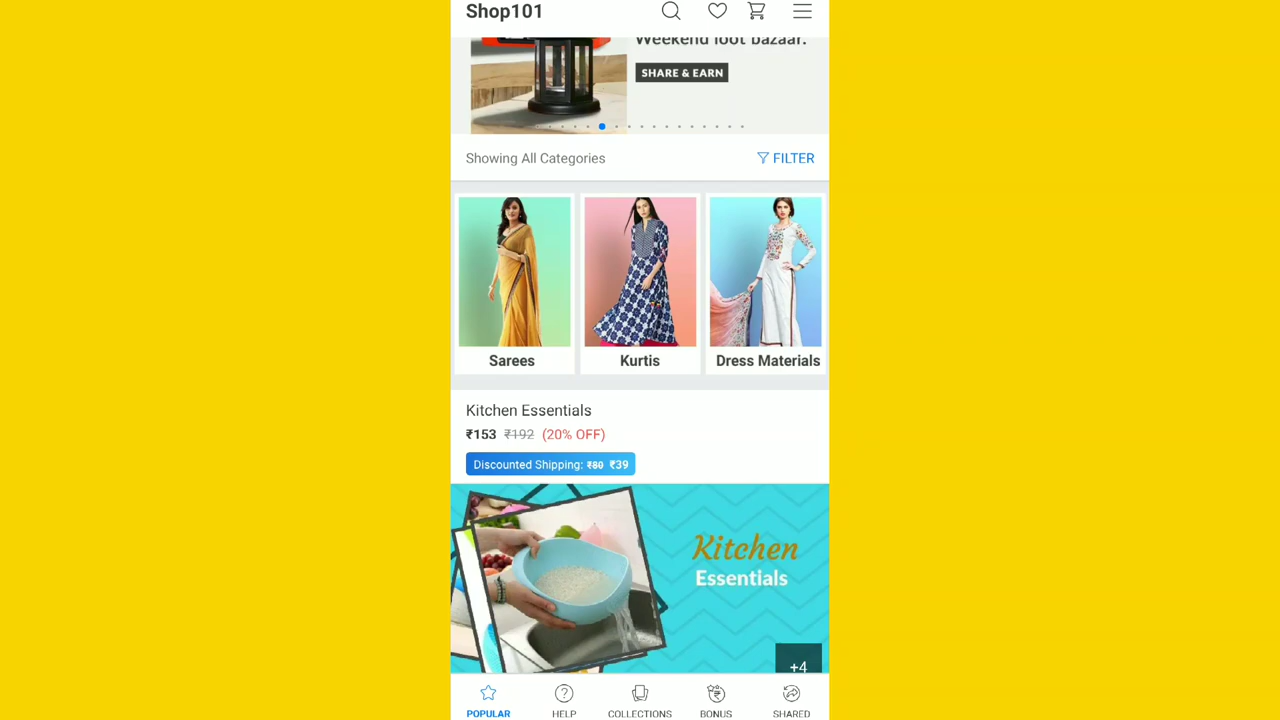 Shop101
Weekend loot bazaar.
SHARE & EARN
Showing All Categories
FILTER
Sarees
Kurtis
Dress Materials
Kitchen Essentials
₹153 ₹192 (20% OFF)
Discounted Shipping: ₹80 ₹39
Kitchen
Essentials
+4
POPULAR
HELP
COLLECTIONS
BONUS
SHARED